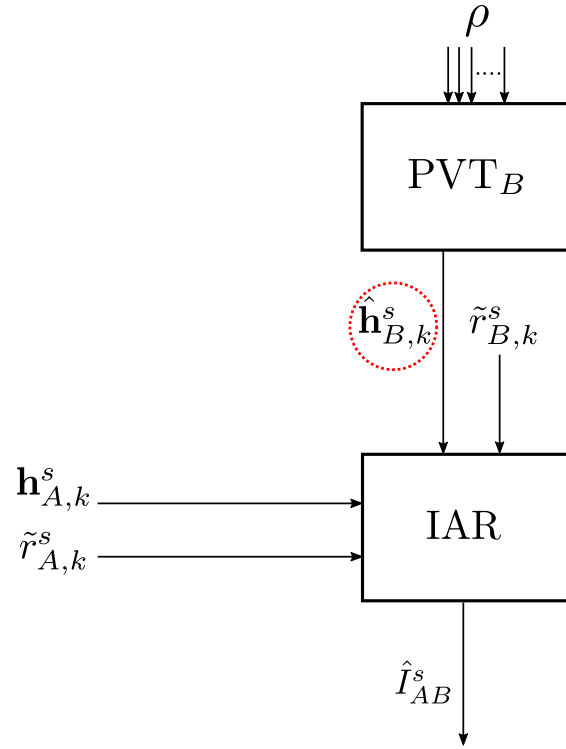 ρ
....
PVT_B
ĥ^s_{B,k} r̃^s_{B,k}
h^s_{A,k}
r̃^s_{A,k}
IAR
Î^s_{AB}